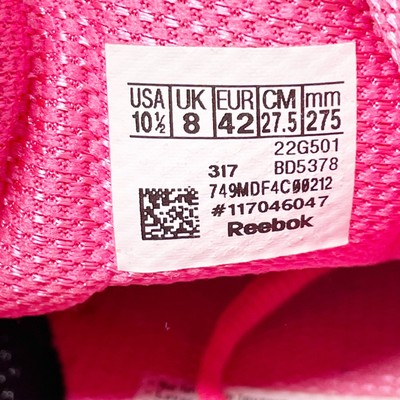 USA UK EUR CM mm
10½ 8 42 27.5 275
22G501
317 BD5378
749MDF4C00212
#117046047
Reebok